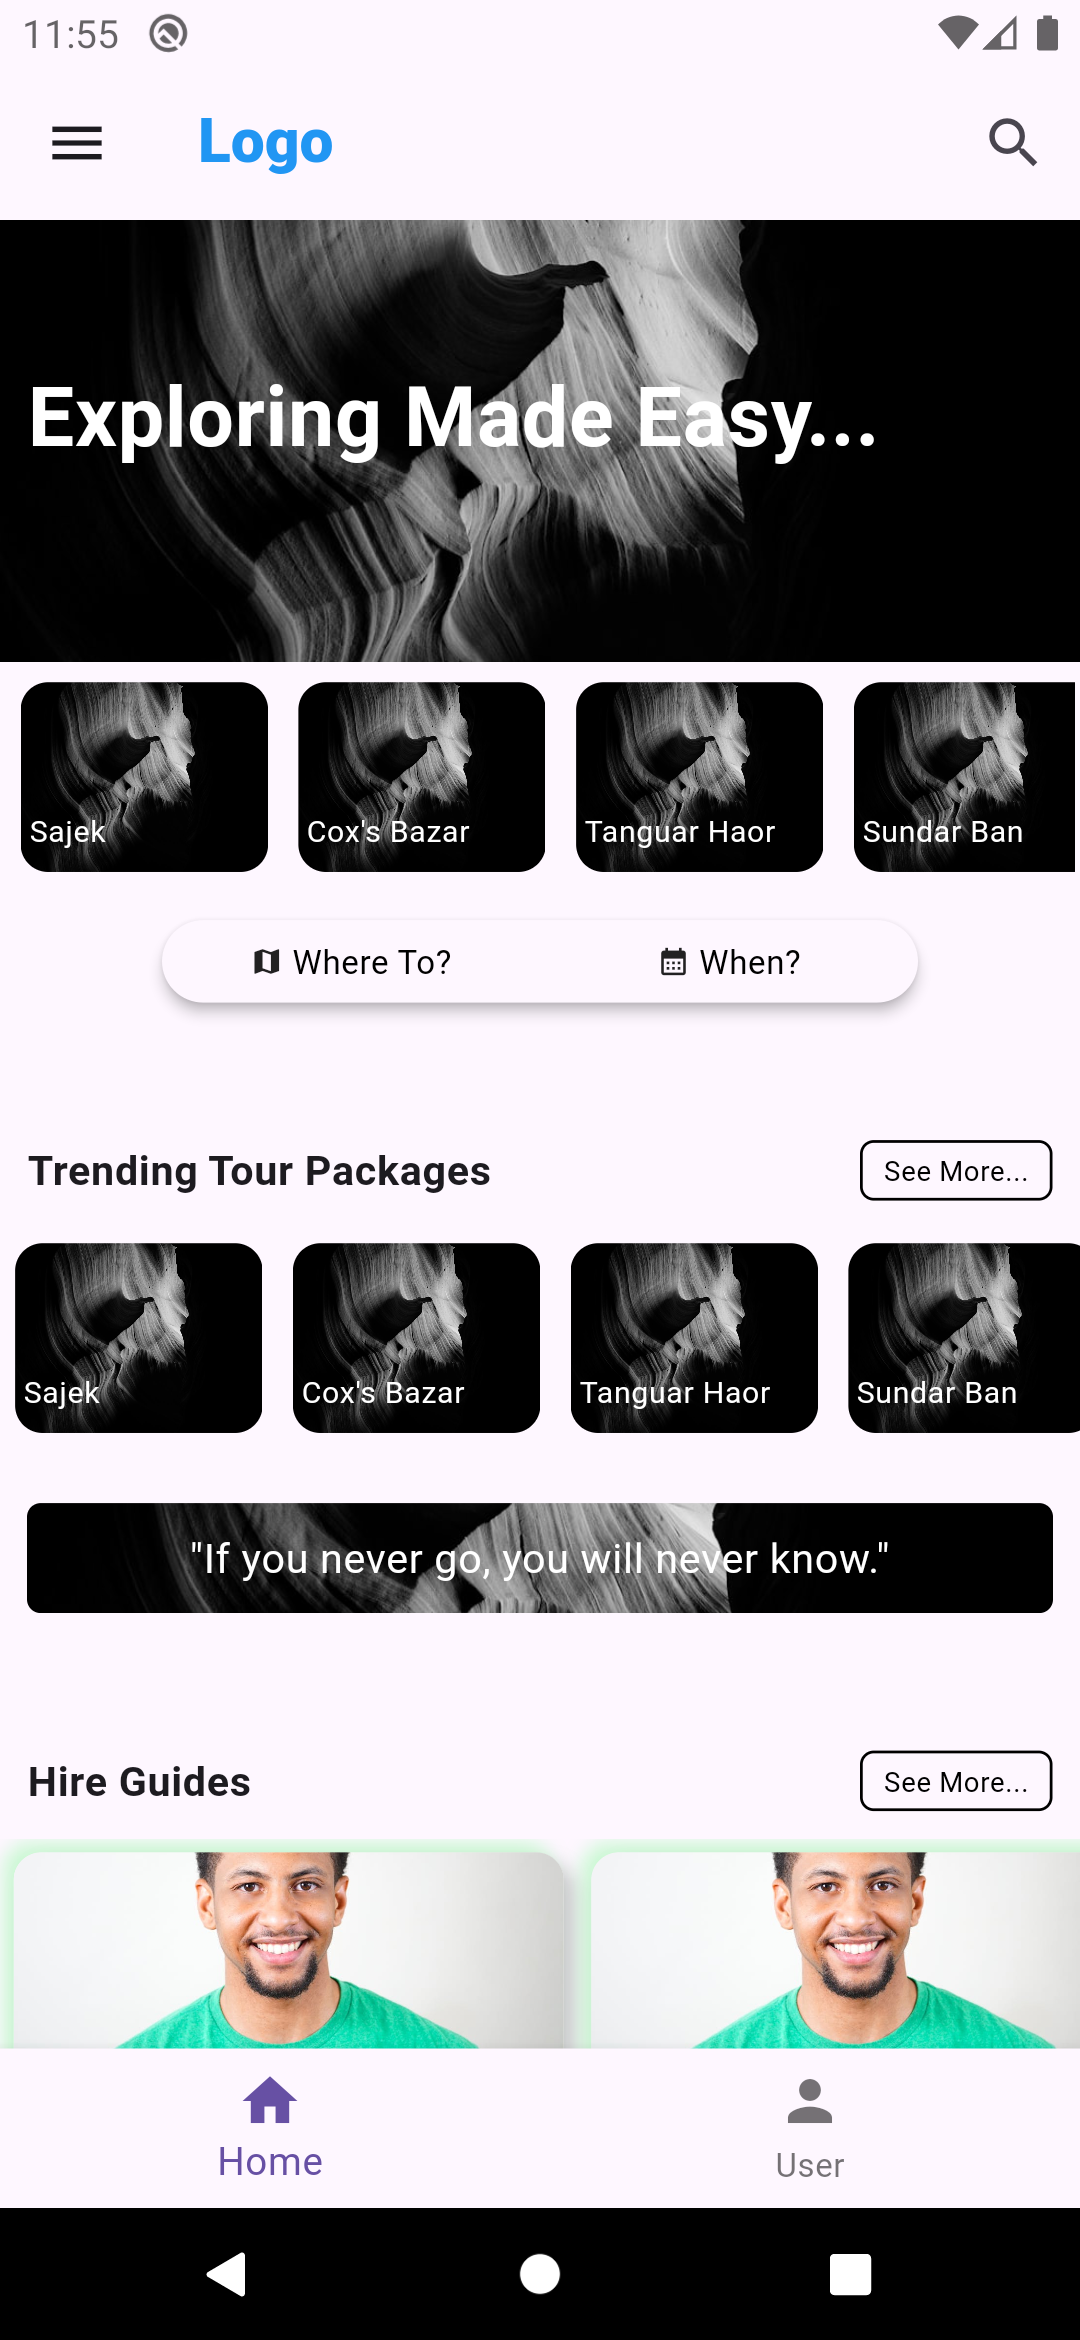 11:55
Logo
Exploring Made Easy...
Sajek
Cox's Bazar
Tanguar Haor
Sundar Ban
Where To?
When?
Trending Tour Packages
See More...
Sajek
Cox's Bazar
Tanguar Haor
Sundar Ban
"If you never go, you will never know."
Hire Guides
See More...
Home
User